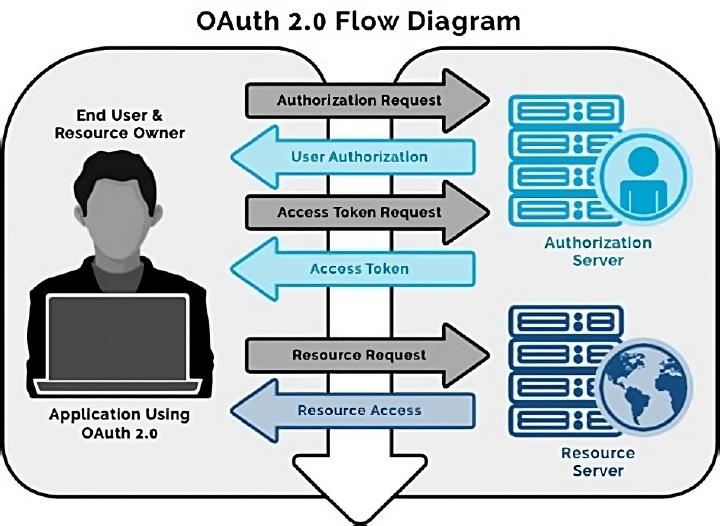 OAuth 2.0 Flow Diagram
End User &
Resource Owner
Authorization Request
User Authorization
Access Token Request
Access Token
Authorization
Server
Resource Request
Resource Access
Application Using
OAuth 2.0
Resource
Server